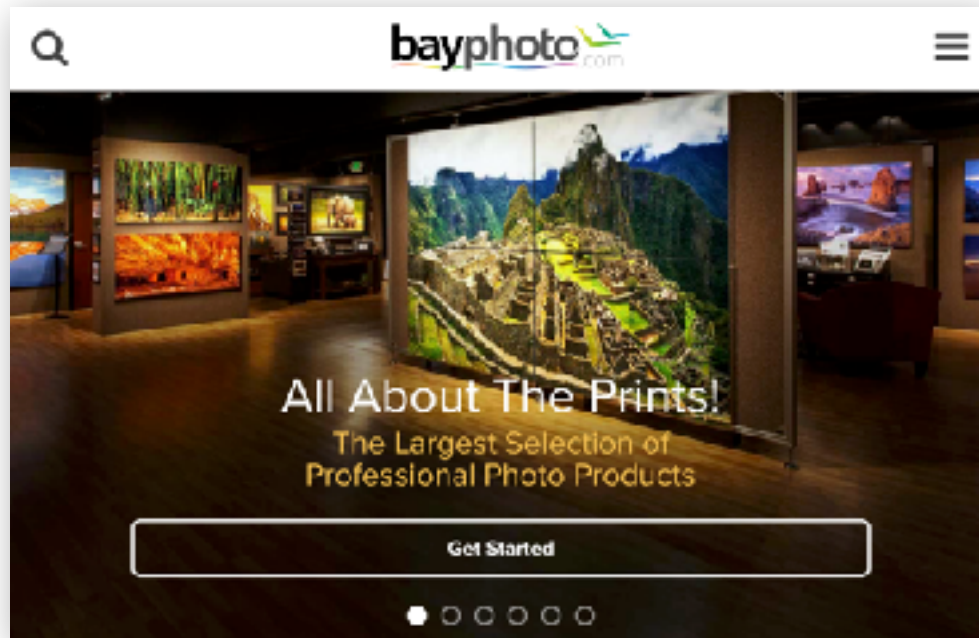 bayphoto
.com
All About The Prints!
The Largest Selection of
Professional Photo Products
Get Started